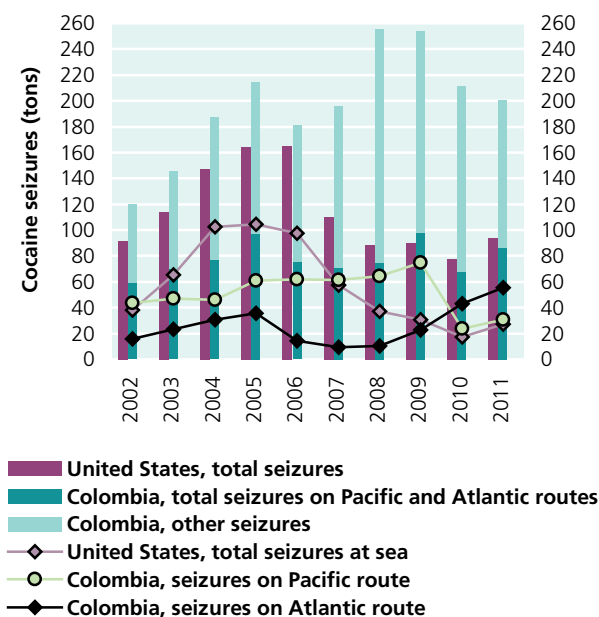 260 260
240 240
220 220
200 200
180 180
160 160
140 140
120 120
100 100
80 80
60 60
40 40
20 20
0 0
Cocaine seizures (tons)
2002 2003 2004 2005 2006 2007 2008 2009 2010 2011
United States, total seizures
Colombia, total seizures on Pacific and Atlantic routes
Colombia, other seizures
United States, total seizures at sea
Colombia, seizures on Pacific route
Colombia, seizures on Atlantic route